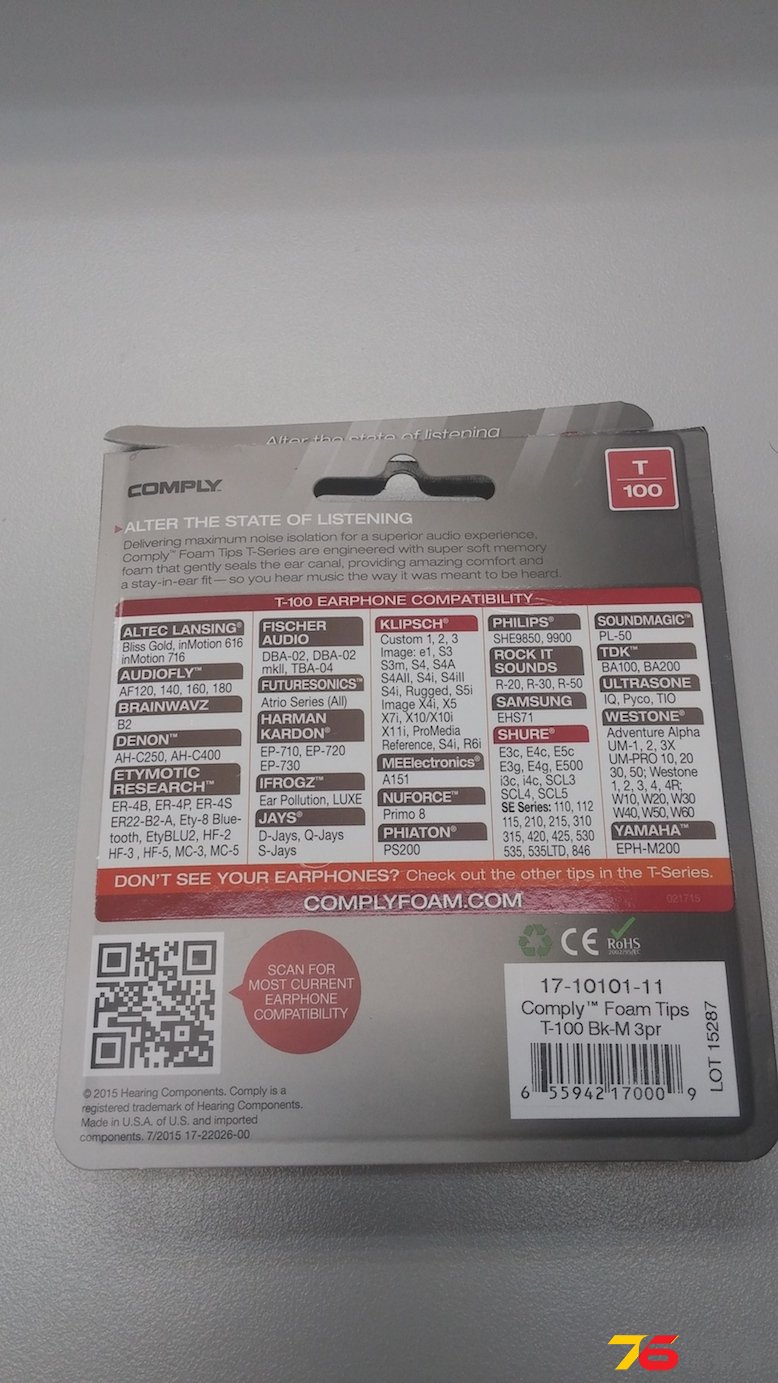 Alter the state of listening
COMPLY™
T
100
ALTER THE STATE OF LISTENING
Delivering maximum noise isolation for a superior audio experience,
Comply™ Foam Tips T-Series are engineered with super soft memory
foam that gently seals the ear canal, providing amazing comfort and
a stay-in-ear fit — so you hear music the way it was meant to be heard.
T-100 EARPHONE COMPATIBILITY
ALTEC LANSING®
Bliss Gold, inMotion 616
inMotion 716
AUDIOFLY™
AF120, 140, 160, 180
BRAINWAVZ
B2
DENON™
AH-C250, AH-C400
ETYMOTIC
RESEARCH™
ER-4B, ER-4P, ER-4S
ER22-B2-A, Ety-8 Blue-
tooth, EtyBLU2, HF-2
HF-3 , HF-5, MC-3, MC-5
FISCHER
AUDIO
DBA-02, DBA-02
mkII, TBA-04
FUTURESONICS™
Atrio Series (All)
HARMAN
KARDON®
EP-710, EP-720
EP-730
IFROGZ™
Ear Pollution, LUXE
JAYS®
D-Jays, Q-Jays
S-Jays
KLIPSCH®
Custom 1, 2, 3
Image: e1, S3
S3m, S4, S4A
S4AII, S4i, S4iII
S4i, Rugged, S5i
Image X4i, X5
X7i, X10/X10i
X11i, ProMedia
Reference, S4i, R6i
MEElectronics®
A151
NUFORCE™
Primo 8
PHIATON®
PS200
PHILIPS®
SHE9850, 9900
ROCK IT
SOUNDS
R-20, R-30, R-50
SAMSUNG
EHS71
SHURE®
E3c, E4c, E5c
E3g, E4g, E500
i3c, i4c, SCL3
SCL4, SCL5
SE Series: 110, 112
115, 210, 215, 310
315, 420, 425, 530
535, 535LTD, 846
SOUNDMAGIC™
PL-50
TDK™
BA100, BA200
ULTRASONE
IQ, Pyco, TIO
WESTONE®
Adventure Alpha
UM-1, 2, 3X
UM-PRO 10, 20
30, 50; Westone
1, 2, 3, 4, 4R;
W10, W20, W30
W40, W50, W60
YAMAHA™
EPH-M200
DON'T SEE YOUR EARPHONES? Check out the other tips in the T-Series.
COMPLYFOAM.COM
021715
SCAN FOR
MOST CURRENT
EARPHONE
COMPATIBILITY
CE
RoHS
2002/95/EC
17-10101-11
Comply™ Foam Tips
T-100 Bk-M 3pr
6 55942 17000 9
LOT 15287
© 2015 Hearing Components. Comply is a
registered trademark of Hearing Components.
Made in U.S.A. of U.S. and imported
components. 7/2015 17-22026-00
76